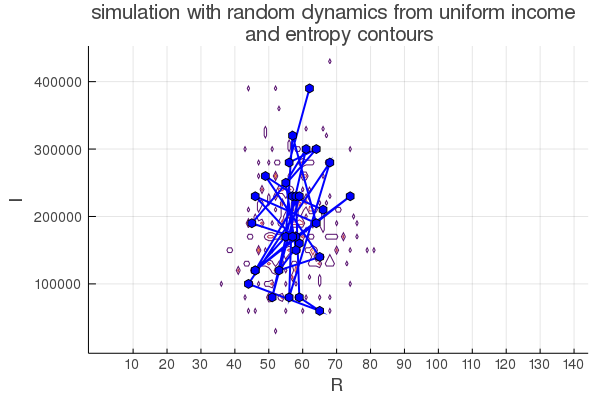 simulation with random dynamics from uniform income
and entropy contours
I
400000
300000
200000
100000
10 20 30 40 50 60 70 80 90 100 110 120 130 140
R